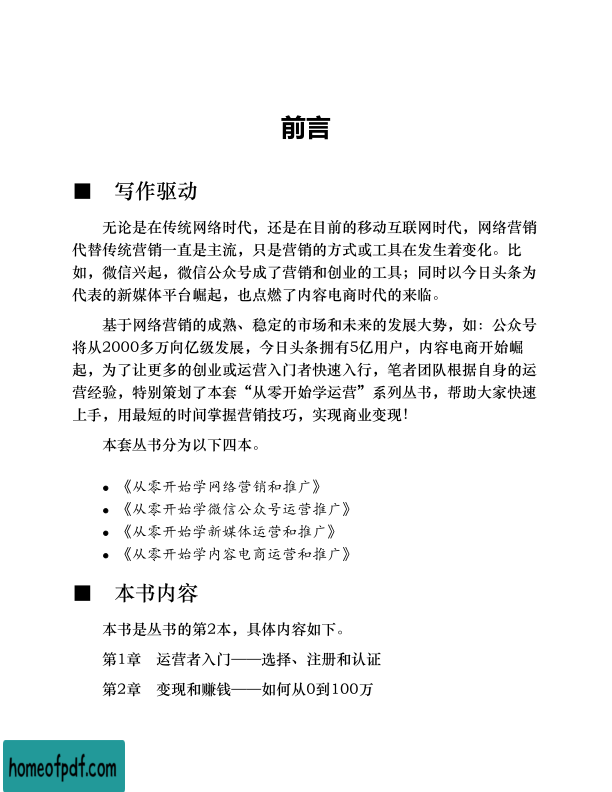 前言
■ 写作驱动
无论是在传统网络时代，还是在目前的移动互联网时代，网络营销
代替传统营销一直是主流，只是营销的方式或工具在发生着变化。比
如，微信兴起，微信公众号成了营销和创业的工具；同时以今日头条为
代表的新媒体平台崛起，也点燃了内容电商时代的来临。
基于网络营销的成熟、稳定的市场和未来的发展大势，如：公众号
将从2000多万向亿级发展，今日头条拥有5亿用户，内容电商开始崛
起，为了让更多的创业或运营入门者快速入行，笔者团队根据自身的运
营经验，特别策划了本套“从零开始学运营”系列丛书，帮助大家快速
上手，用最短的时间掌握营销技巧，实现商业变现！
本套丛书分为以下四本。
● 《从零开始学网络营销和推广》
● 《从零开始学微信公众号运营推广》
● 《从零开始学新媒体运营和推广》
● 《从零开始学内容电商运营和推广》
■ 本书内容
本书是丛书的第2本，具体内容如下。
第1章 运营者入门——选择、注册和认证
第2章 变现和赚钱——如何从0到100万
homeofpdf.com